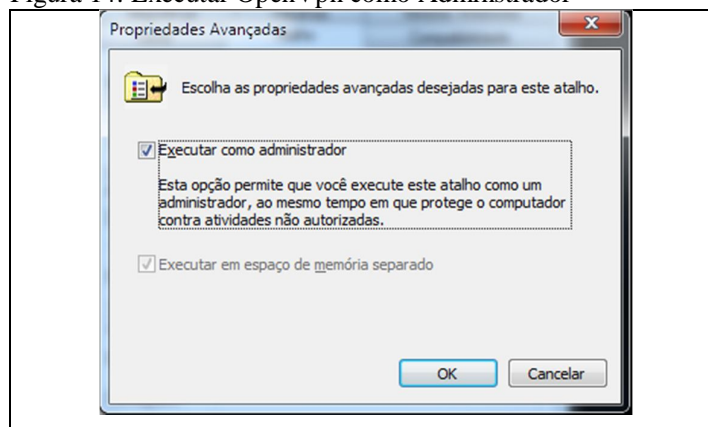 Figura 14: Executar OpenVpn como Administrador
Propriedades Avançadas
Escolha as propriedades avançadas desejadas para este atalho.
Executar como administrador
Esta opção permite que você execute este atalho como um
administrador, ao mesmo tempo em que protege o computador
contra atividades não autorizadas.
Executar em espaço de memória separado
OK
Cancelar